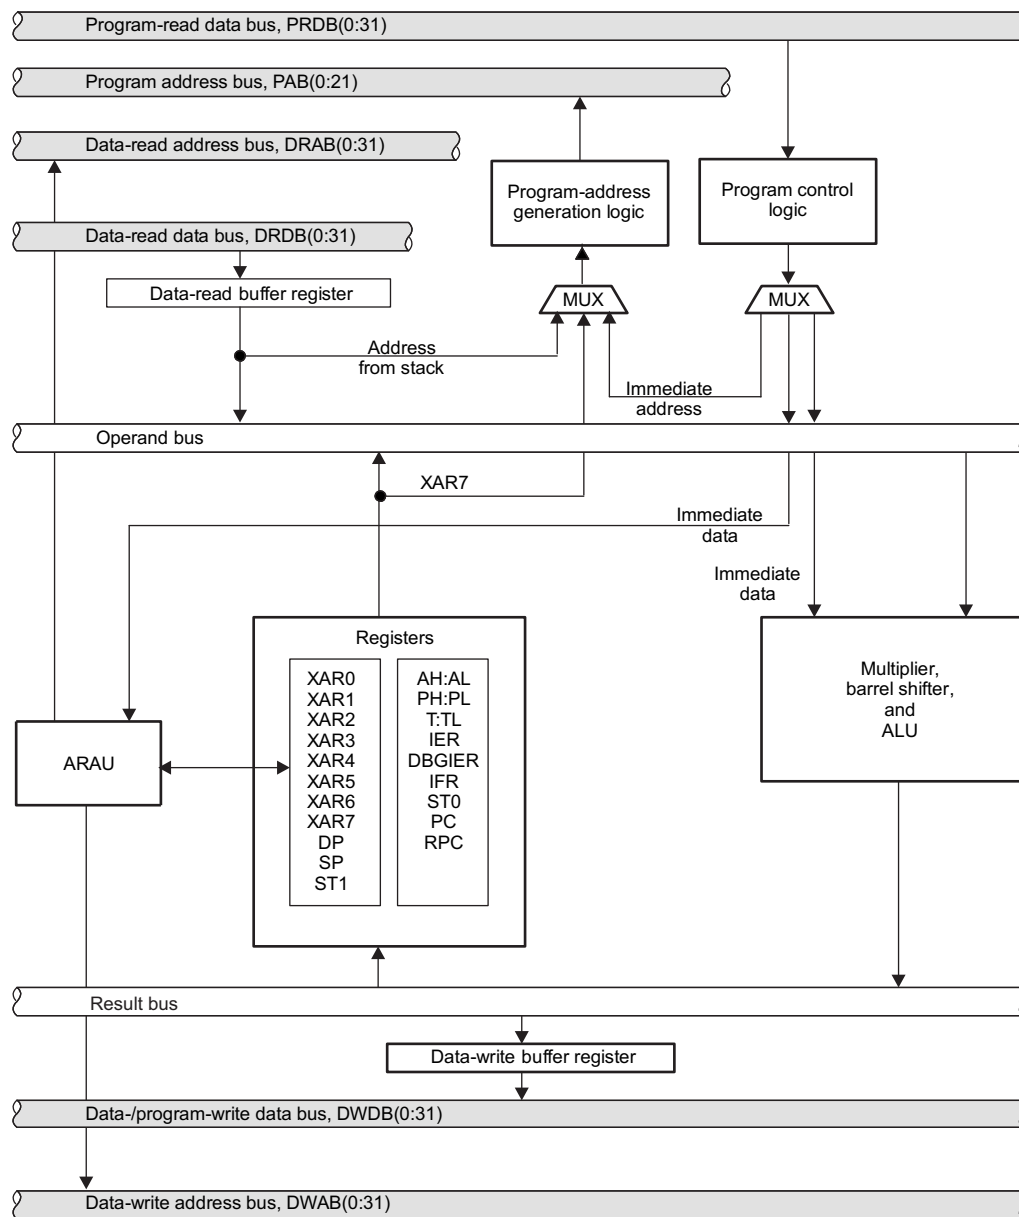 Program-read data bus, PRDB(0:31)
Program address bus, PAB(0:21)
Data-read address bus, DRAB(0:31)
Program-address
generation logic
Program control
logic
Data-read data bus, DRDB(0:31)
Data-read buffer register
MUX
MUX
Address
from stack
Immediate
address
Operand bus
XAR7
Immediate
data
Immediate
data
Registers
XAR0
XAR1
XAR2
XAR3
XAR4
XAR5
XAR6
XAR7
DP
SP
ST1
AH:AL
PH:PL
T:TL
IER
DBGIER
IFR
ST0
PC
RPC
Multiplier,
barrel shifter,
and
ALU
ARAU
Result bus
Data-write buffer register
Data-/program-write data bus, DWDB(0:31)
Data-write address bus, DWAB(0:31)